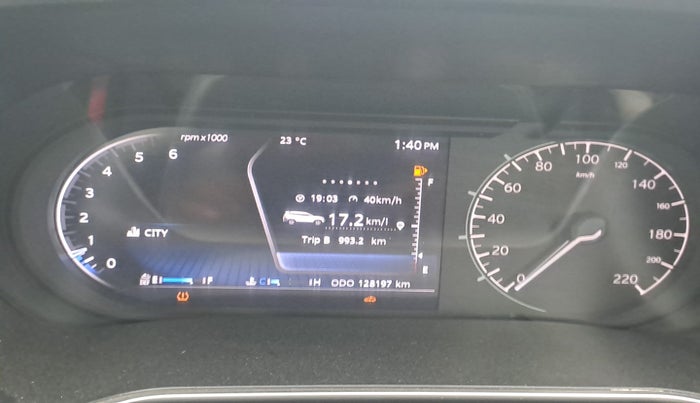 rpm x1000
23 °C
1:40 PM
0 1 2 3 4 5 6
CITY
19:03 40km/h
17.2 km/l
Trip B 993.2 km
F
E
E F
C H
ODO 128197 km
0 20 40 60 80 100 120 140 160 180 200 220
km/h